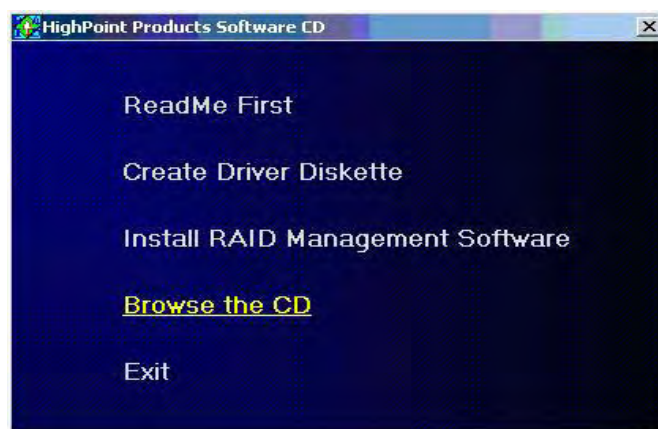 HighPoint Products Software CD
ReadMe First
Create Driver Diskette
Install RAID Management Software
Browse the CD
Exit